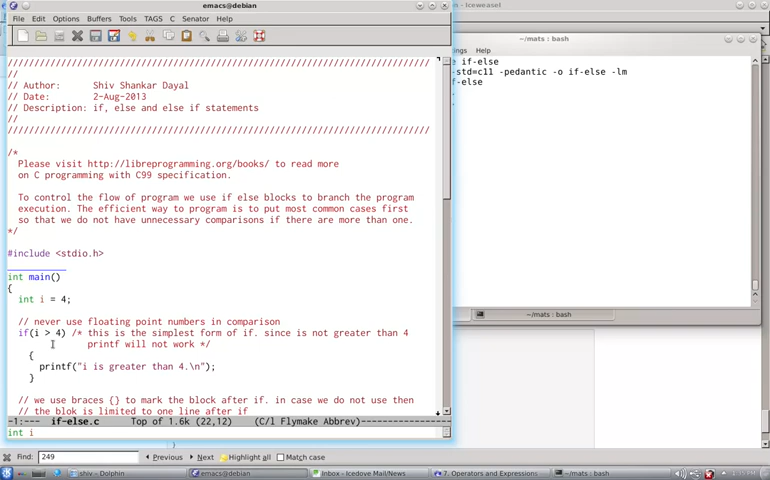 emacs@debian
Iceweasel
File Edit Options Buffers Tools TAGS C Senator Help
////////////////////////////////////////////////////////////////////////////////
//
// Author: Shiv Shankar Dayal
// Date: 2-Aug-2013
// Description: if, else and else if statements
//
////////////////////////////////////////////////////////////////////////////////
/*
Please visit http://libreprogramming.org/books/ to read more
on C programming with C99 specification.
To control the flow of program we use if else blocks to branch the program
execution. The efficient way to program is to put most common cases first
so that we do not have unnecessary comparisons if there are more than one.
*/
#include <stdio.h>
int main()
{
int i = 4;
// never use floating point numbers in comparison
if(i > 4) /* this is the simplest form of if. since is not greater than 4
printf will not work */
{
printf("i is greater than 4.\n");
}
// we use braces {} to mark the block after if. in case we do not use then
// the blok is limited to one line after if
-1:--- if-else.c Top of 1.6k (22,12) (C/l Flymake Abbrev)
int i
~/mats : bash
ngs Help
e if-else
-std=c11 -pedantic -o if-else -lm
f-else
~/mats : bash
Find: 249 Previous Next Highlight all Match case
shiv - Dolphin emacs@debian Inbox - Icedove Mail/News 7. Operators and Expressions ~/mats : bash